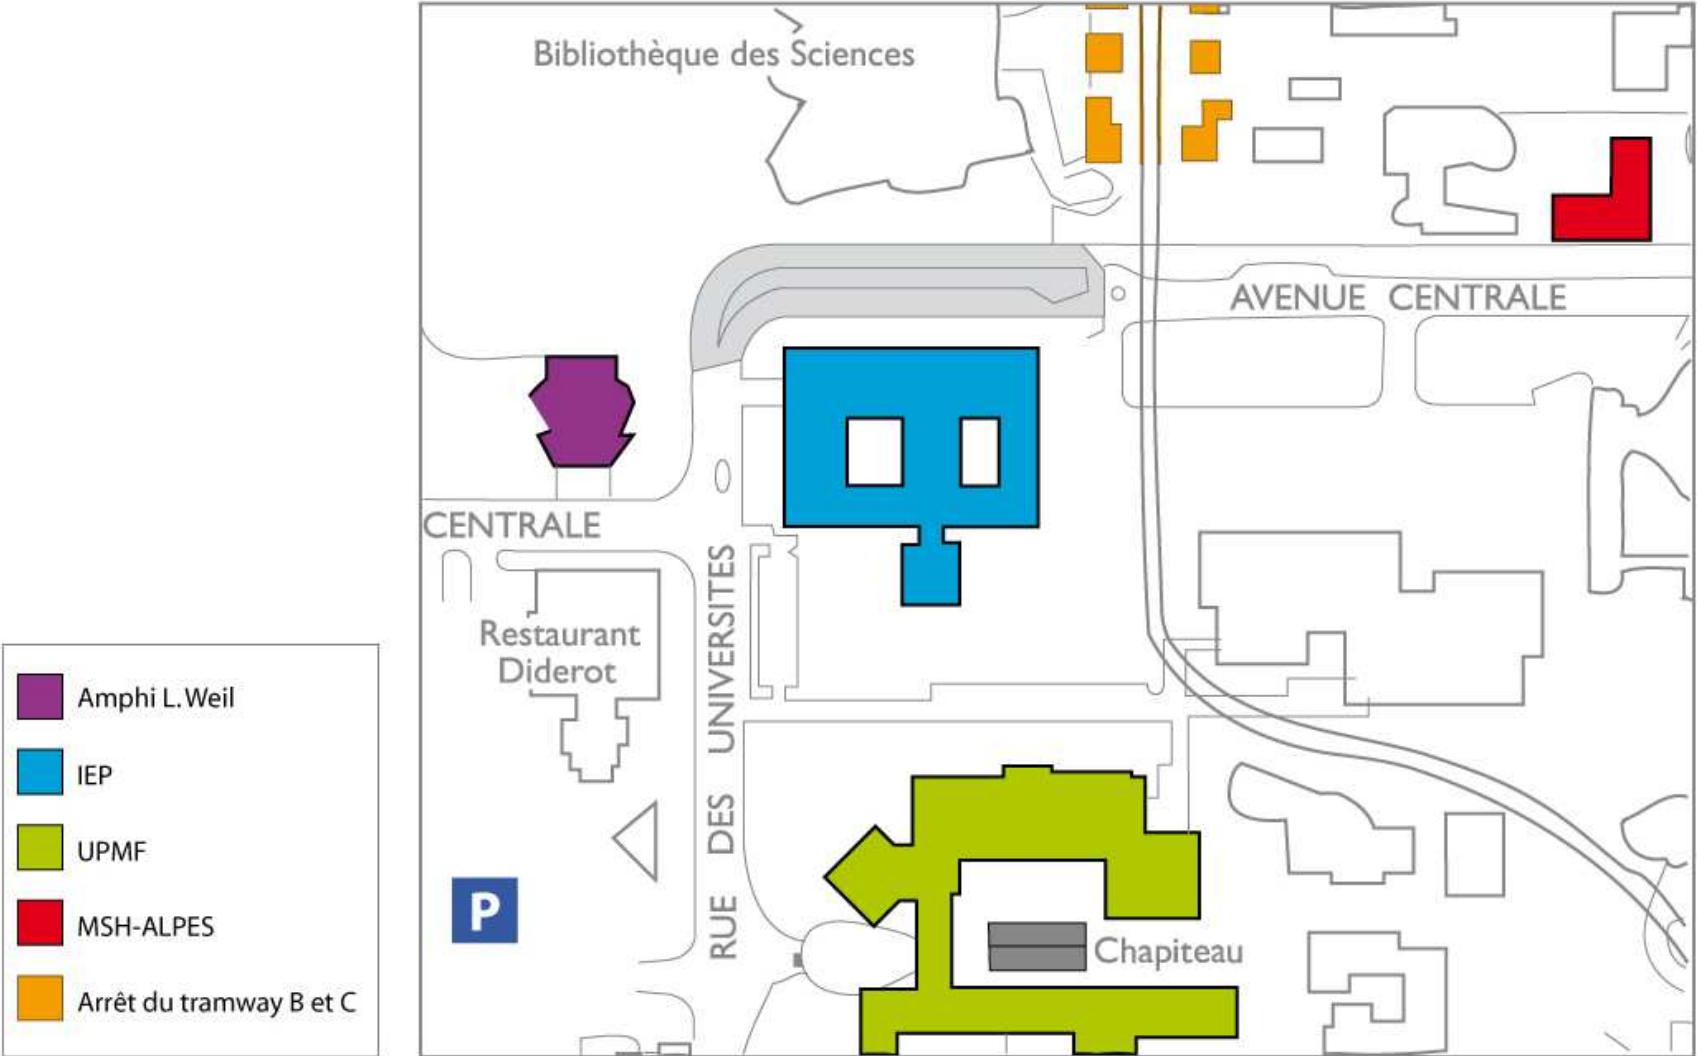 Bibliothèque des Sciences
AVENUE CENTRALE
CENTRALE
Restaurant
Diderot
RUE DES UNIVERSITES
P
Chapiteau
Amphi L. Weil
IEP
UPMF
MSH-ALPES
Arrêt du tramway B et C